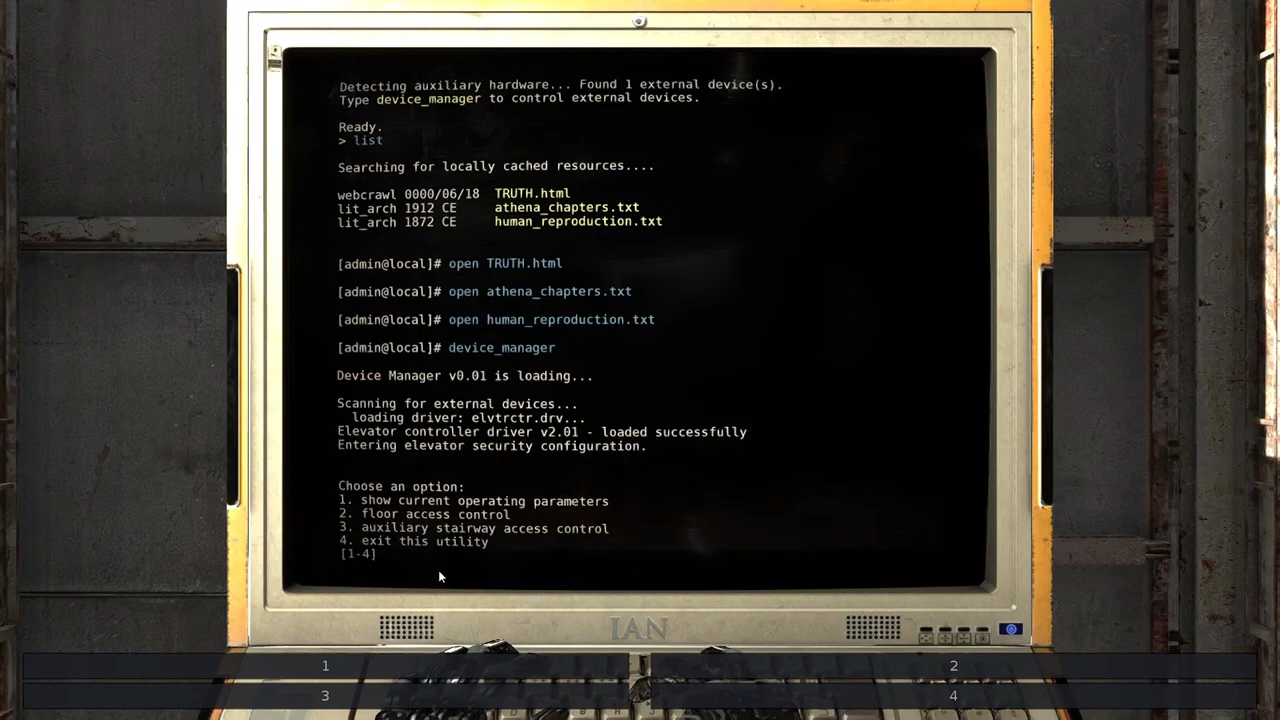 Detecting auxiliary hardware... Found 1 external device(s).
Type device_manager to control external devices.
Ready.
> list
Searching for locally cached resources....
webcrawl 0000/06/18  TRUTH.html
lit_arch 1912 CE     athena_chapters.txt
lit_arch 1872 CE     human_reproduction.txt
[admin@local]# open TRUTH.html
[admin@local]# open athena_chapters.txt
[admin@local]# open human_reproduction.txt
[admin@local]# device_manager
Device Manager v0.01 is loading...
Scanning for external devices...
loading driver: elvtrctr.drv...
Elevator controller driver v2.01 - loaded successfully
Entering elevator security configuration.
Choose an option:
1. show current operating parameters
2. floor access control
3. auxiliary stairway access control
4. exit this utility
[1-4]
IAN
1
2
3
4